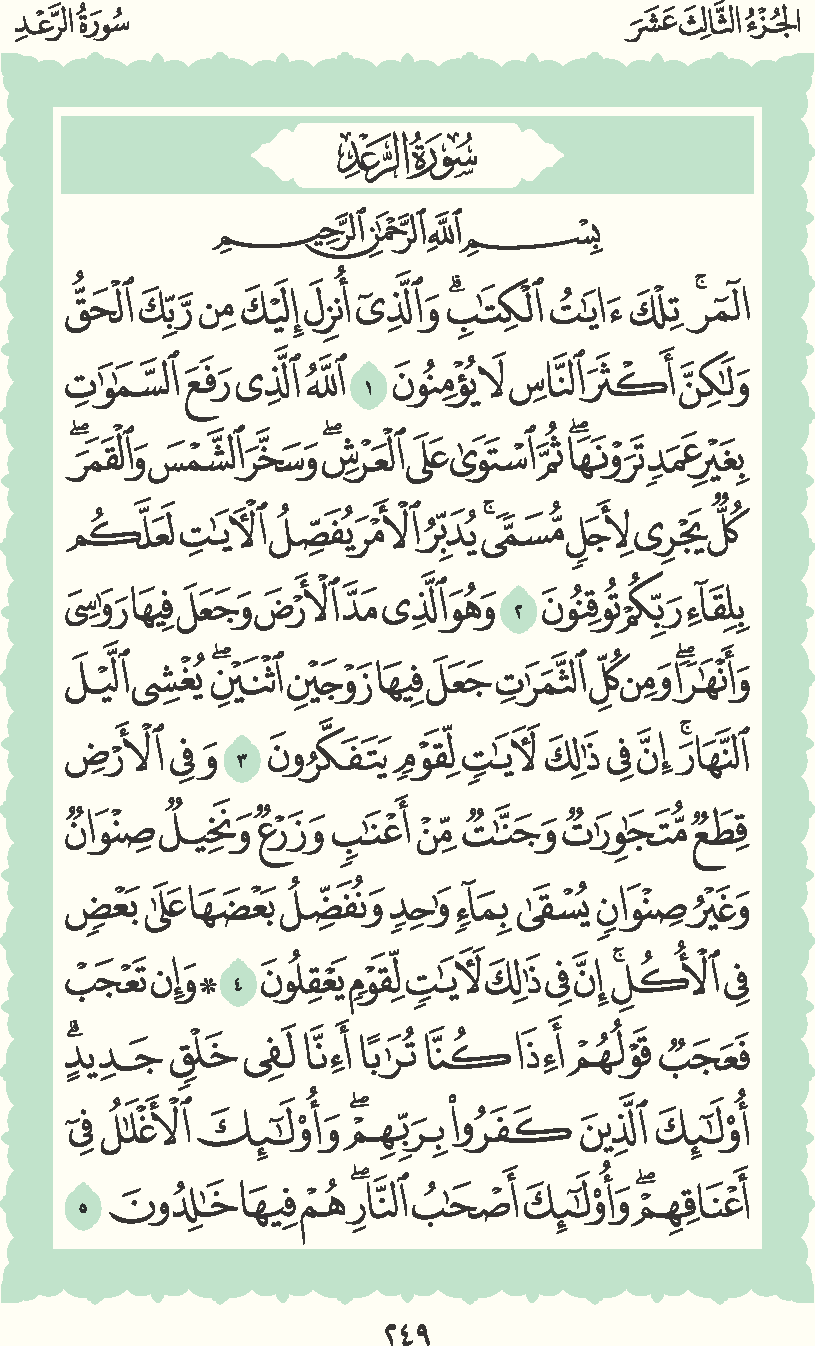 الجُزْءُ الثَّالِثَ عَشَرَ
سُورَةُ الرَّعْدِ
سُورَةُ الرَّعْدِ
بِسْمِ ٱللَّهِ ٱلرَّحْمَٰنِ ٱلرَّحِيمِ
الٓمٓرۚ تِلْكَ ءَايَٰتُ ٱلْكِتَٰبِۗ وَٱلَّذِىٓ أُنزِلَ إِلَيْكَ مِن رَّبِّكَ ٱلْحَقُّ
وَلَٰكِنَّ أَكْثَرَ ٱلنَّاسِ لَا يُؤْمِنُونَ ١ ٱللَّهُ ٱلَّذِى رَفَعَ ٱلسَّمَٰوَٰتِ
بِغَيْرِ عَمَدٍ تَرَوْنَهَاۖ ثُمَّ ٱسْتَوَىٰ عَلَى ٱلْعَرْشِۖ وَسَخَّرَ ٱلشَّمْسَ وَٱلْقَمَرَۖ
كُلٌّ يَجْرِى لِأَجَلٍ مُّسَمًّىۚ يُدَبِّرُ ٱلْأَمْرَ يُفَصِّلُ ٱلْءَايَٰتِ لَعَلَّكُم
بِلِقَآءِ رَبِّكُمْ تُوقِنُونَ ٢ وَهُوَ ٱلَّذِى مَدَّ ٱلْأَرْضَ وَجَعَلَ فِيهَا رَوَٰسِىَ
وَأَنْهَٰرًاۖ وَمِن كُلِّ ٱلثَّمَرَٰتِ جَعَلَ فِيهَا زَوْجَيْنِ ٱثْنَيْنِۖ يُغْشِى ٱلَّيْلَ
ٱلنَّهَارَۚ إِنَّ فِى ذَٰلِكَ لَءَايَٰتٍ لِّقَوْمٍ يَتَفَكَّرُونَ ٣ وَفِى ٱلْأَرْضِ
قِطَعٌ مُّتَجَٰوِرَٰتٌ وَجَنَّٰتٌ مِّنْ أَعْنَٰبٍ وَزَرْعٌ وَنَخِيلٌ صِنْوَانٌ
وَغَيْرُ صِنْوَانٍ يُسْقَىٰ بِمَآءٍ وَٰحِدٍ وَنُفَضِّلُ بَعْضَهَا عَلَىٰ بَعْضٍ
فِى ٱلْأُكُلِۚ إِنَّ فِى ذَٰلِكَ لَءَايَٰتٍ لِّقَوْمٍ يَعْقِلُونَ ٤ * وَإِن تَعْجَبْ
فَعَجَبٌ قَوْلُهُمْ أَءِذَا كُنَّا تُرَٰبًا أَءِنَّا لَفِى خَلْقٍ جَدِيدٍۗ
أُو۟لَٰٓئِكَ ٱلَّذِينَ كَفَرُوا۟ بِرَبِّهِمْۖ وَأُو۟لَٰٓئِكَ ٱلْأَغْلَٰلُ فِىٓ
أَعْنَاقِهِمْۖ وَأُو۟لَٰٓئِكَ أَصْحَٰبُ ٱلنَّارِۖ هُمْ فِيهَا خَٰلِدُونَ ٥
٢٤٩